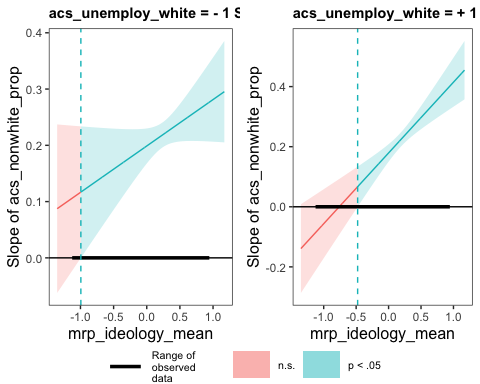 acs_unemploy_white = - 1 S
acs_unemploy_white = + 1
Slope of acs_nonwhite_prop
0.4
0.3
0.2
0.1
0.0
-1.0 -0.5 0.0 0.5 1.0
mrp_ideology_mean
Slope of acs_nonwhite_prop
0.4
0.2
0.0
-0.2
-1.0 -0.5 0.0 0.5 1.0
mrp_ideology_mean
Range of
observed
data
n.s.
p < .05